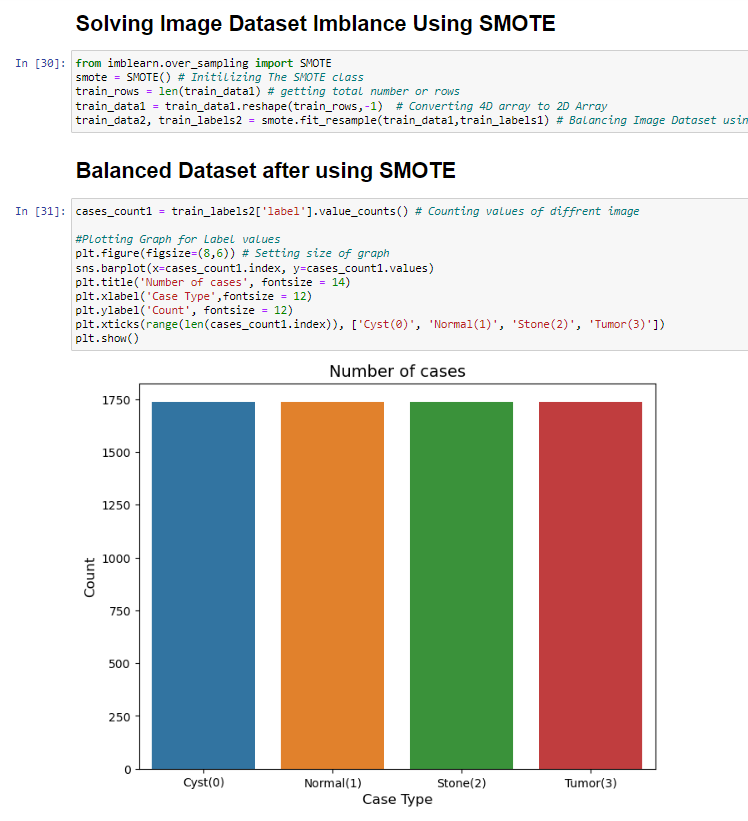 Solving Image Dataset Imblance Using SMOTE
In [30]: from imblearn.over_sampling import SMOTE
smote = SMOTE() # Initilizing The SMOTE class
train_rows = len(train_data1) # getting total number or rows
train_data1 = train_data1.reshape(train_rows,-1)  # Converting 4D array to 2D Array
train_data2, train_labels2 = smote.fit_resample(train_data1,train_labels1) # Balancing Image Dataset usin
Balanced Dataset after using SMOTE
In [31]: cases_count1 = train_labels2['label'].value_counts() # Counting values of diffrent image
#Plotting Graph for Label values
plt.figure(figsize=(8,6)) # Setting size of graph
sns.barplot(x=cases_count1.index, y=cases_count1.values)
plt.title('Number of cases', fontsize = 14)
plt.xlabel('Case Type',fontsize = 12)
plt.ylabel('Count', fontsize = 12)
plt.xticks(range(len(cases_count1.index)), ['Cyst(0)', 'Normal(1)', 'Stone(2)', 'Tumor(3)'])
plt.show()
Number of cases
1750
1500
1250
1000
750
500
250
0
Count
Cyst(0) Normal(1) Stone(2) Tumor(3)
Case Type